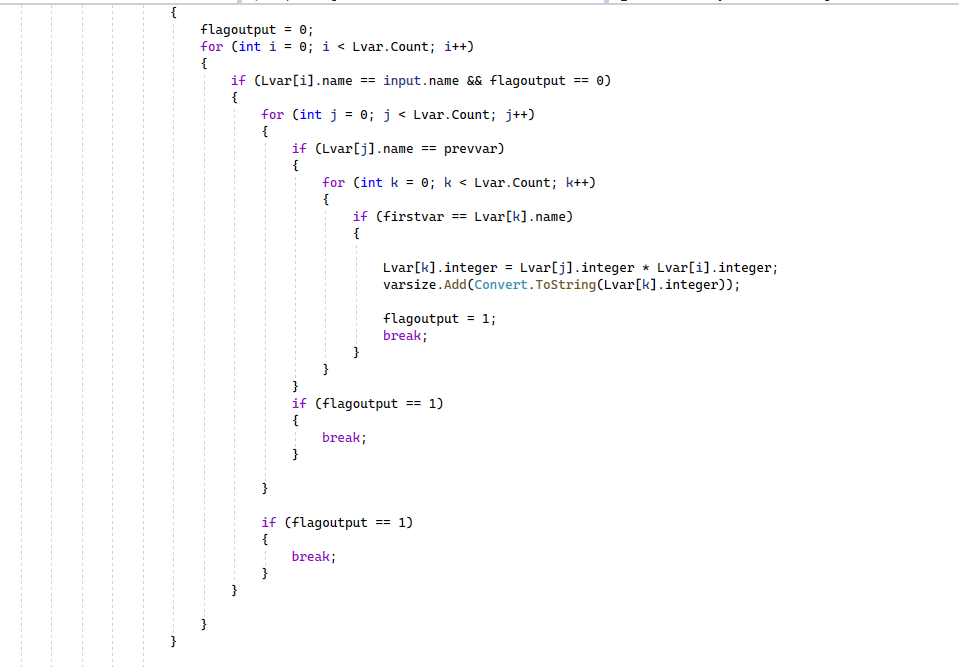 {
flagoutput = 0;
for (int i = 0; i < Lvar.Count; i++)
{
if (Lvar[i].name == input.name && flagoutput == 0)
{
for (int j = 0; j < Lvar.Count; j++)
{
if (Lvar[j].name == prevvar)
{
for (int k = 0; k < Lvar.Count; k++)
{
if (firstvar == Lvar[k].name)
{
Lvar[k].integer = Lvar[j].integer * Lvar[i].integer;
varsize.Add(Convert.ToString(Lvar[k].integer));
flagoutput = 1;
break;
}
}
}
if (flagoutput == 1)
{
break;
}
}
if (flagoutput == 1)
{
break;
}
}
}
}